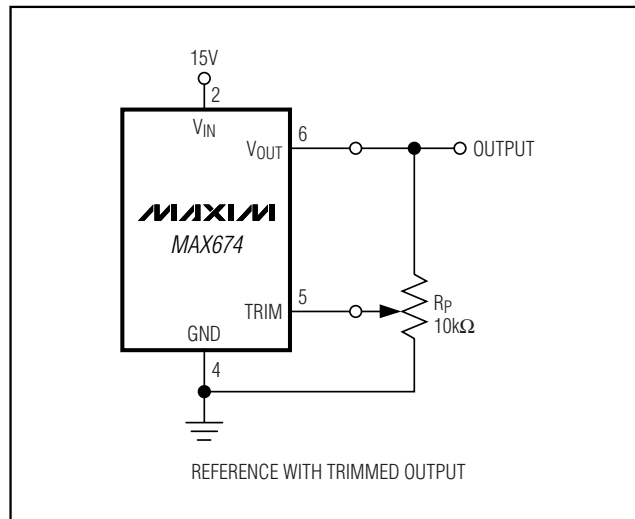 15V
2
VIN
6
VOUT
OUTPUT
MAXIM
MAX674
5
TRIM
RP
10kΩ
GND
4
REFERENCE WITH TRIMMED OUTPUT